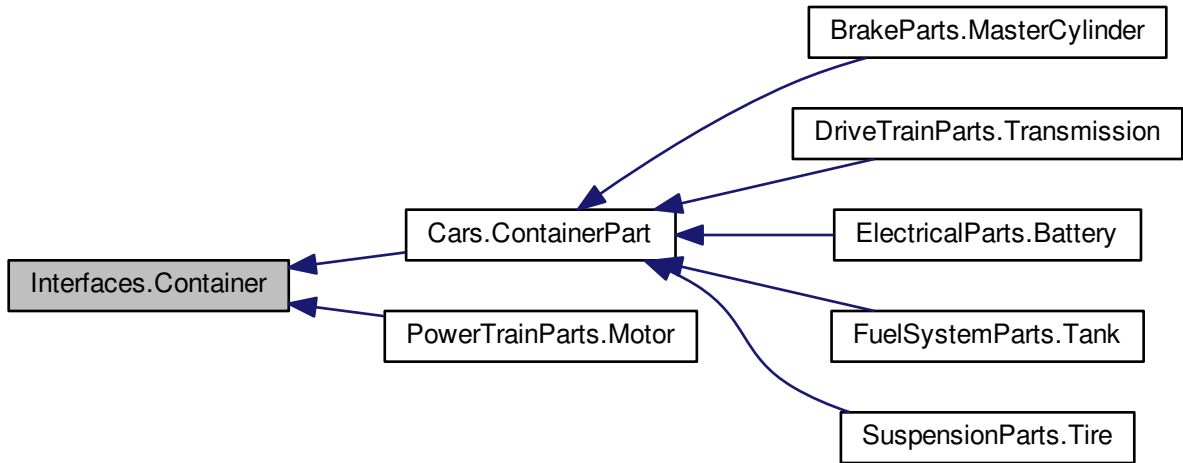 BrakeParts.MasterCylinder
DriveTrainParts.Transmission
Cars.ContainerPart
ElectricalParts.Battery
Interfaces.Container
PowerTrainParts.Motor
FuelSystemParts.Tank
SuspensionParts.Tire